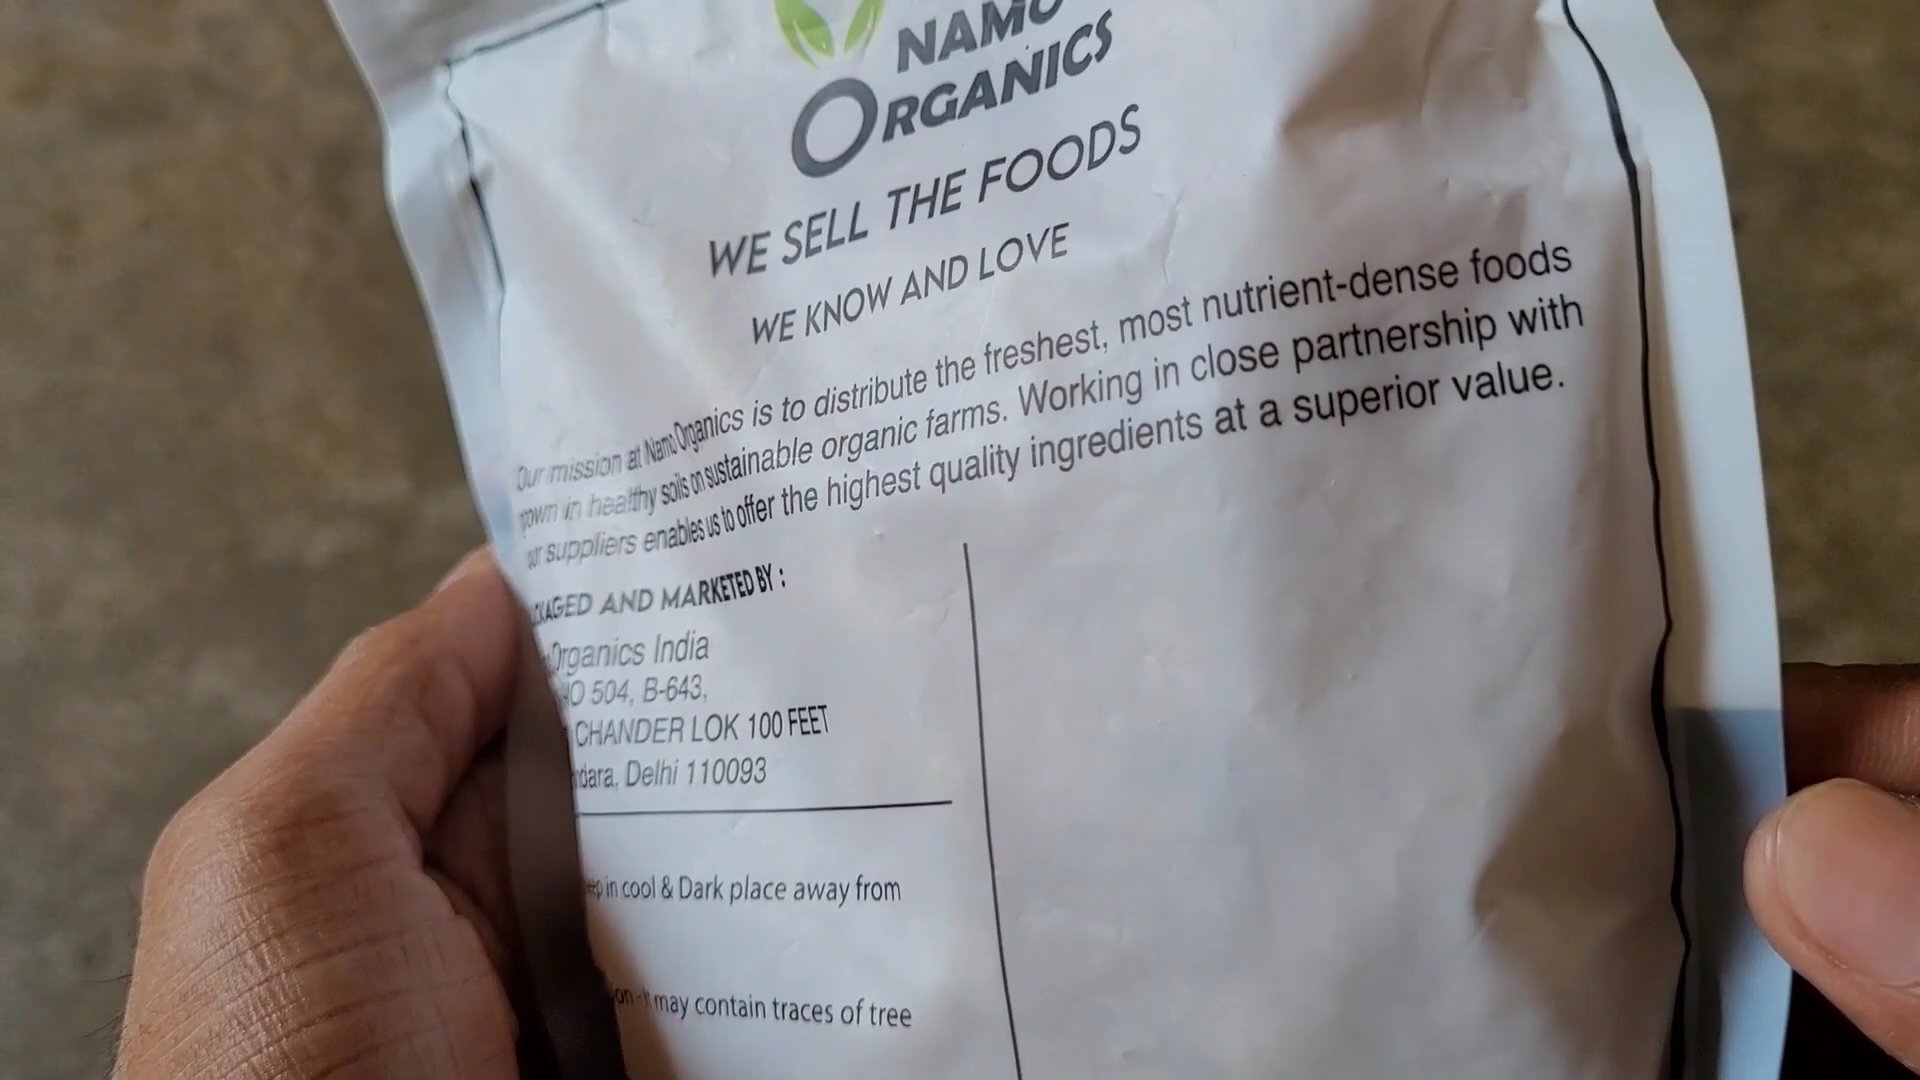 NAMO
ORGANICS
WE SELL THE FOODS
WE KNOW AND LOVE
Our mission at Namo Organics is to distribute the freshest, most nutrient-dense foods
grown in healthy soils on sustainable organic farms. Working in close partnership with
our suppliers enables us to offer the highest quality ingredients at a superior value.
AND MARKETED BY :
Organics India
504, B-643,
CHANDER LOK 100 FEET
Delhi 110093
in cool & Dark place away from
It may contain traces of tree